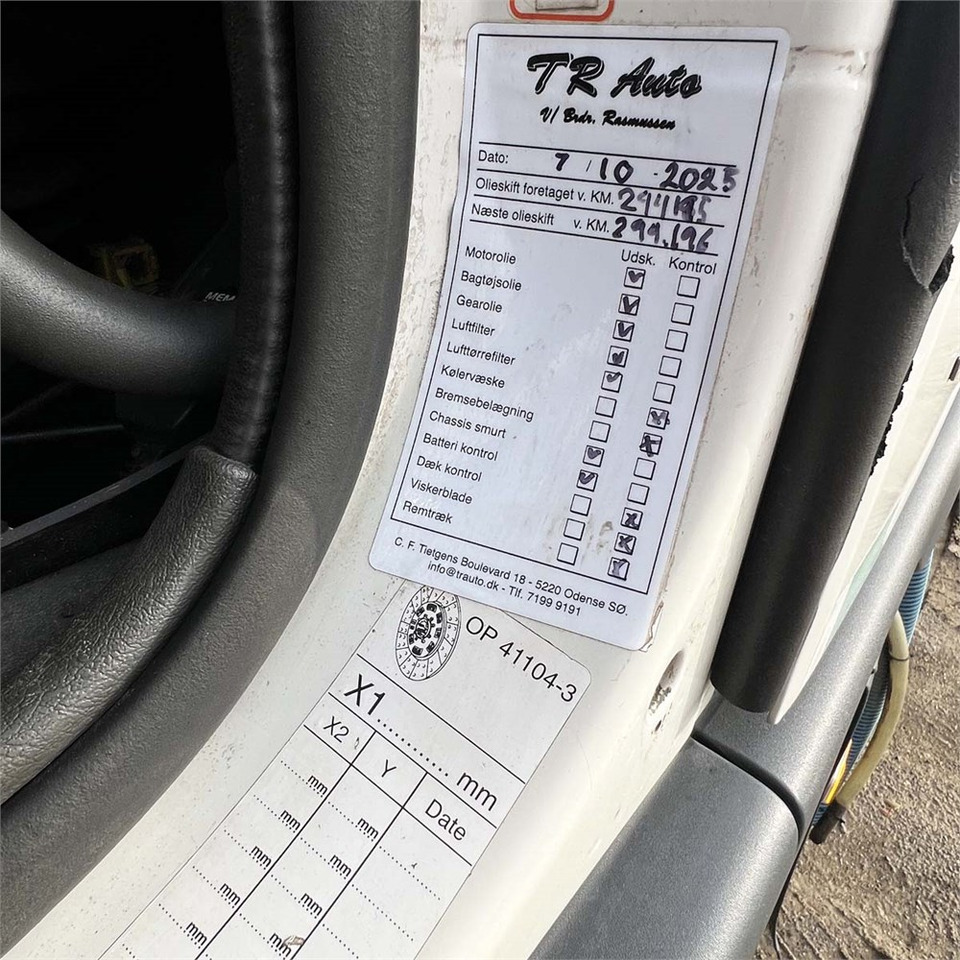 TR Auto
V/ Brdr. Rasmussen
Dato: 7 / 10 - 2025
Olieskift foretaget v. KM.
Næste olieskift v. KM. 299.196
Udsk. Kontrol
Motorolie
Bagtøjsolie
Gearolie
Luftfilter
Lufttørrefilter
Kølervæske
Bremsebelægning
Chassis smurt
Batteri kontrol
Dæk kontrol
Viskerblade
Remtræk
C. F. Tietgens Boulevard 18 - 5220 Odense SØ.
info@trauto.dk - Tlf. 7199 9191
MEM
OP 41104-3
X1.............. mm
X2 Y Date
mm mm
mm mm
mm mm
mm mm
mm